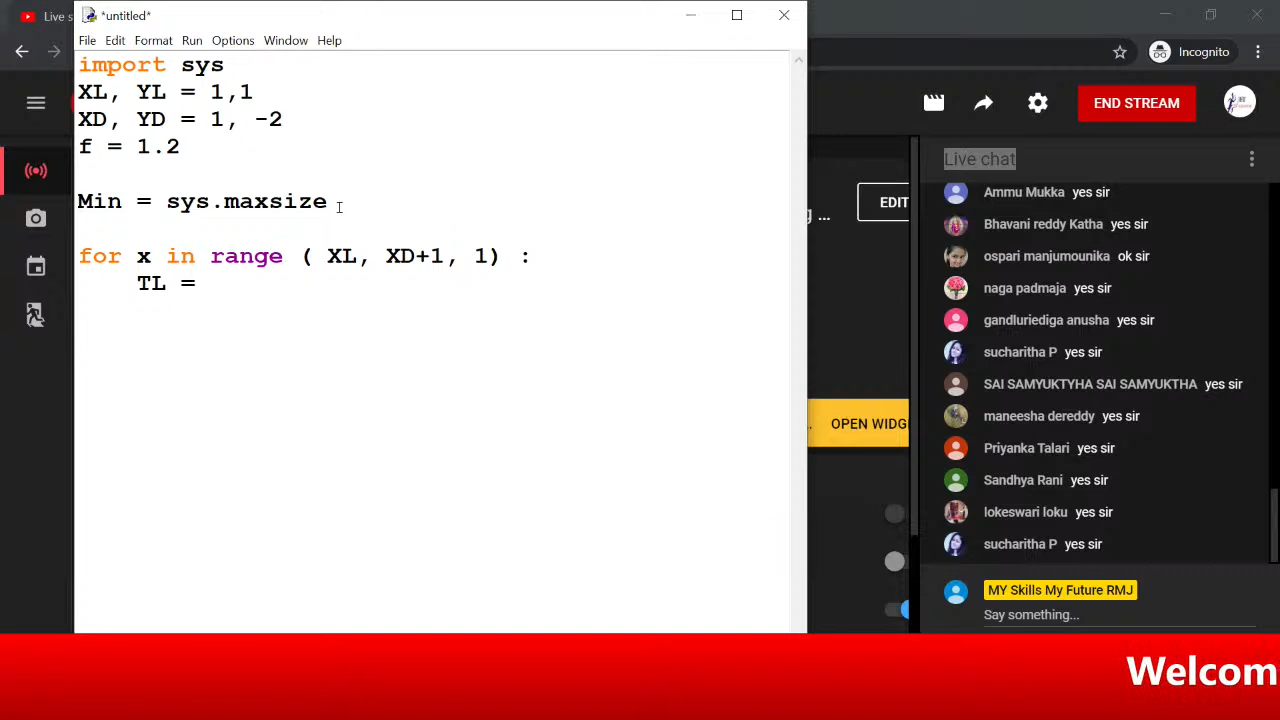 Live s
*untitled*
File Edit Format Run Options Window Help
import sys
XL, YL = 1,1
XD, YD = 1, -2
f = 1.2
Min = sys.maxsize
for x in range ( XL, XD+1, 1) :
TL =
Incognito
END STREAM
Live chat
EDIT
g ...
Ammu Mukka yes sir
Bhavani reddy Katha yes sir
ospari manjumounika ok sir
naga padmaja yes sir
gandluriediga anusha yes sir
sucharitha P yes sir
SAI SAMYUKTYHA SAI SAMYUKTHA yes sir
maneesha dereddy yes sir
. OPEN WIDG
Priyanka Talari yes sir
Sandhya Rani yes sir
lokeswari loku yes sir
sucharitha P yes sir
MY Skills My Future RMJ
Say something...
Welcom